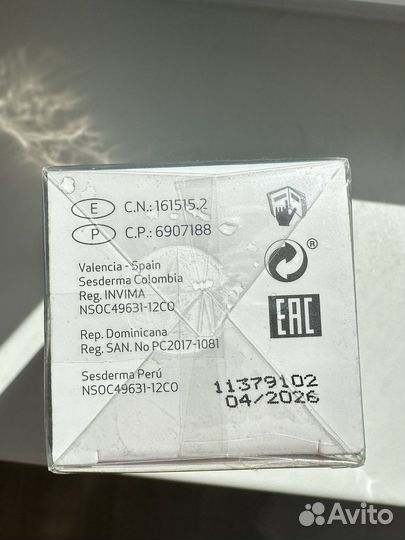 E C.N.: 161515.2
P C.P.: 6907188
Valencia - Spain
Sesderma Colombia
Reg. INVIMA
NSOC49631-12CO
Rep. Dominicana
Reg. SAN. No PC2017-1081
Sesderma Perú
NSOC49631-12CO
®
EAC
11379102
04/2026
Avito